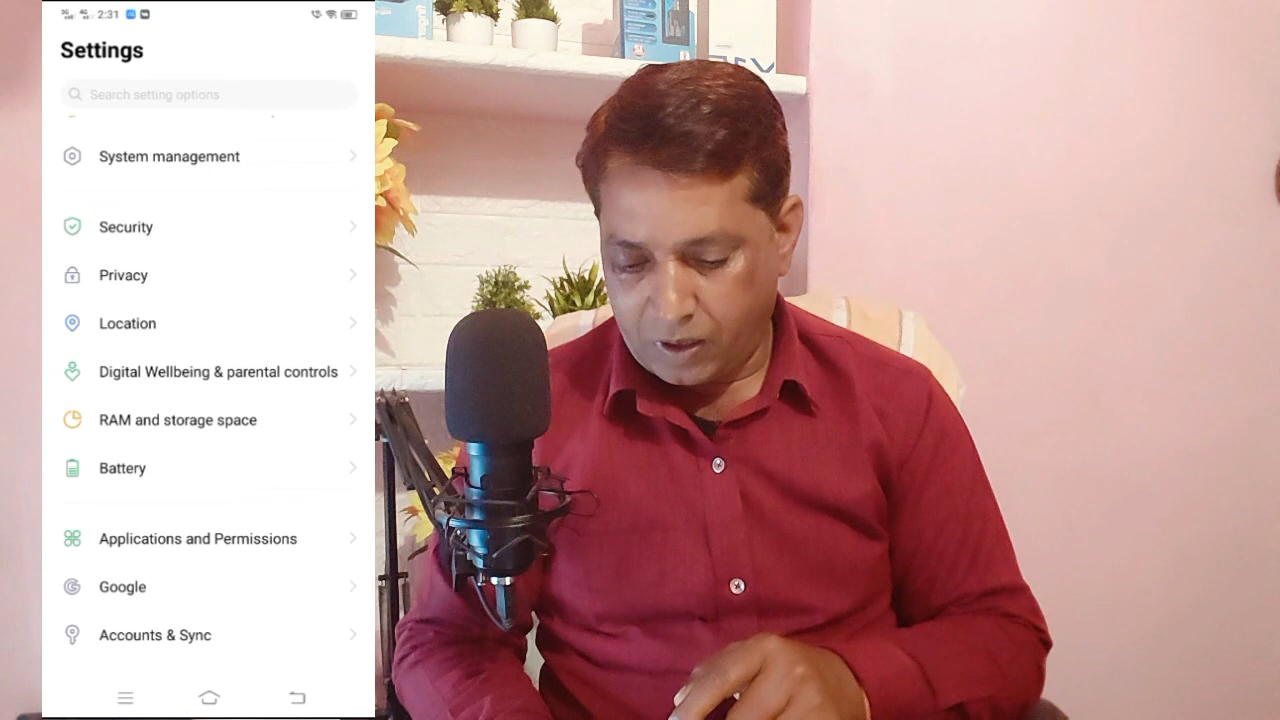 2:31
Settings
Search setting options
System management
Security
Privacy
Location
Digital Wellbeing & parental controls
RAM and storage space
Battery
Applications and Permissions
Google
Accounts & Sync